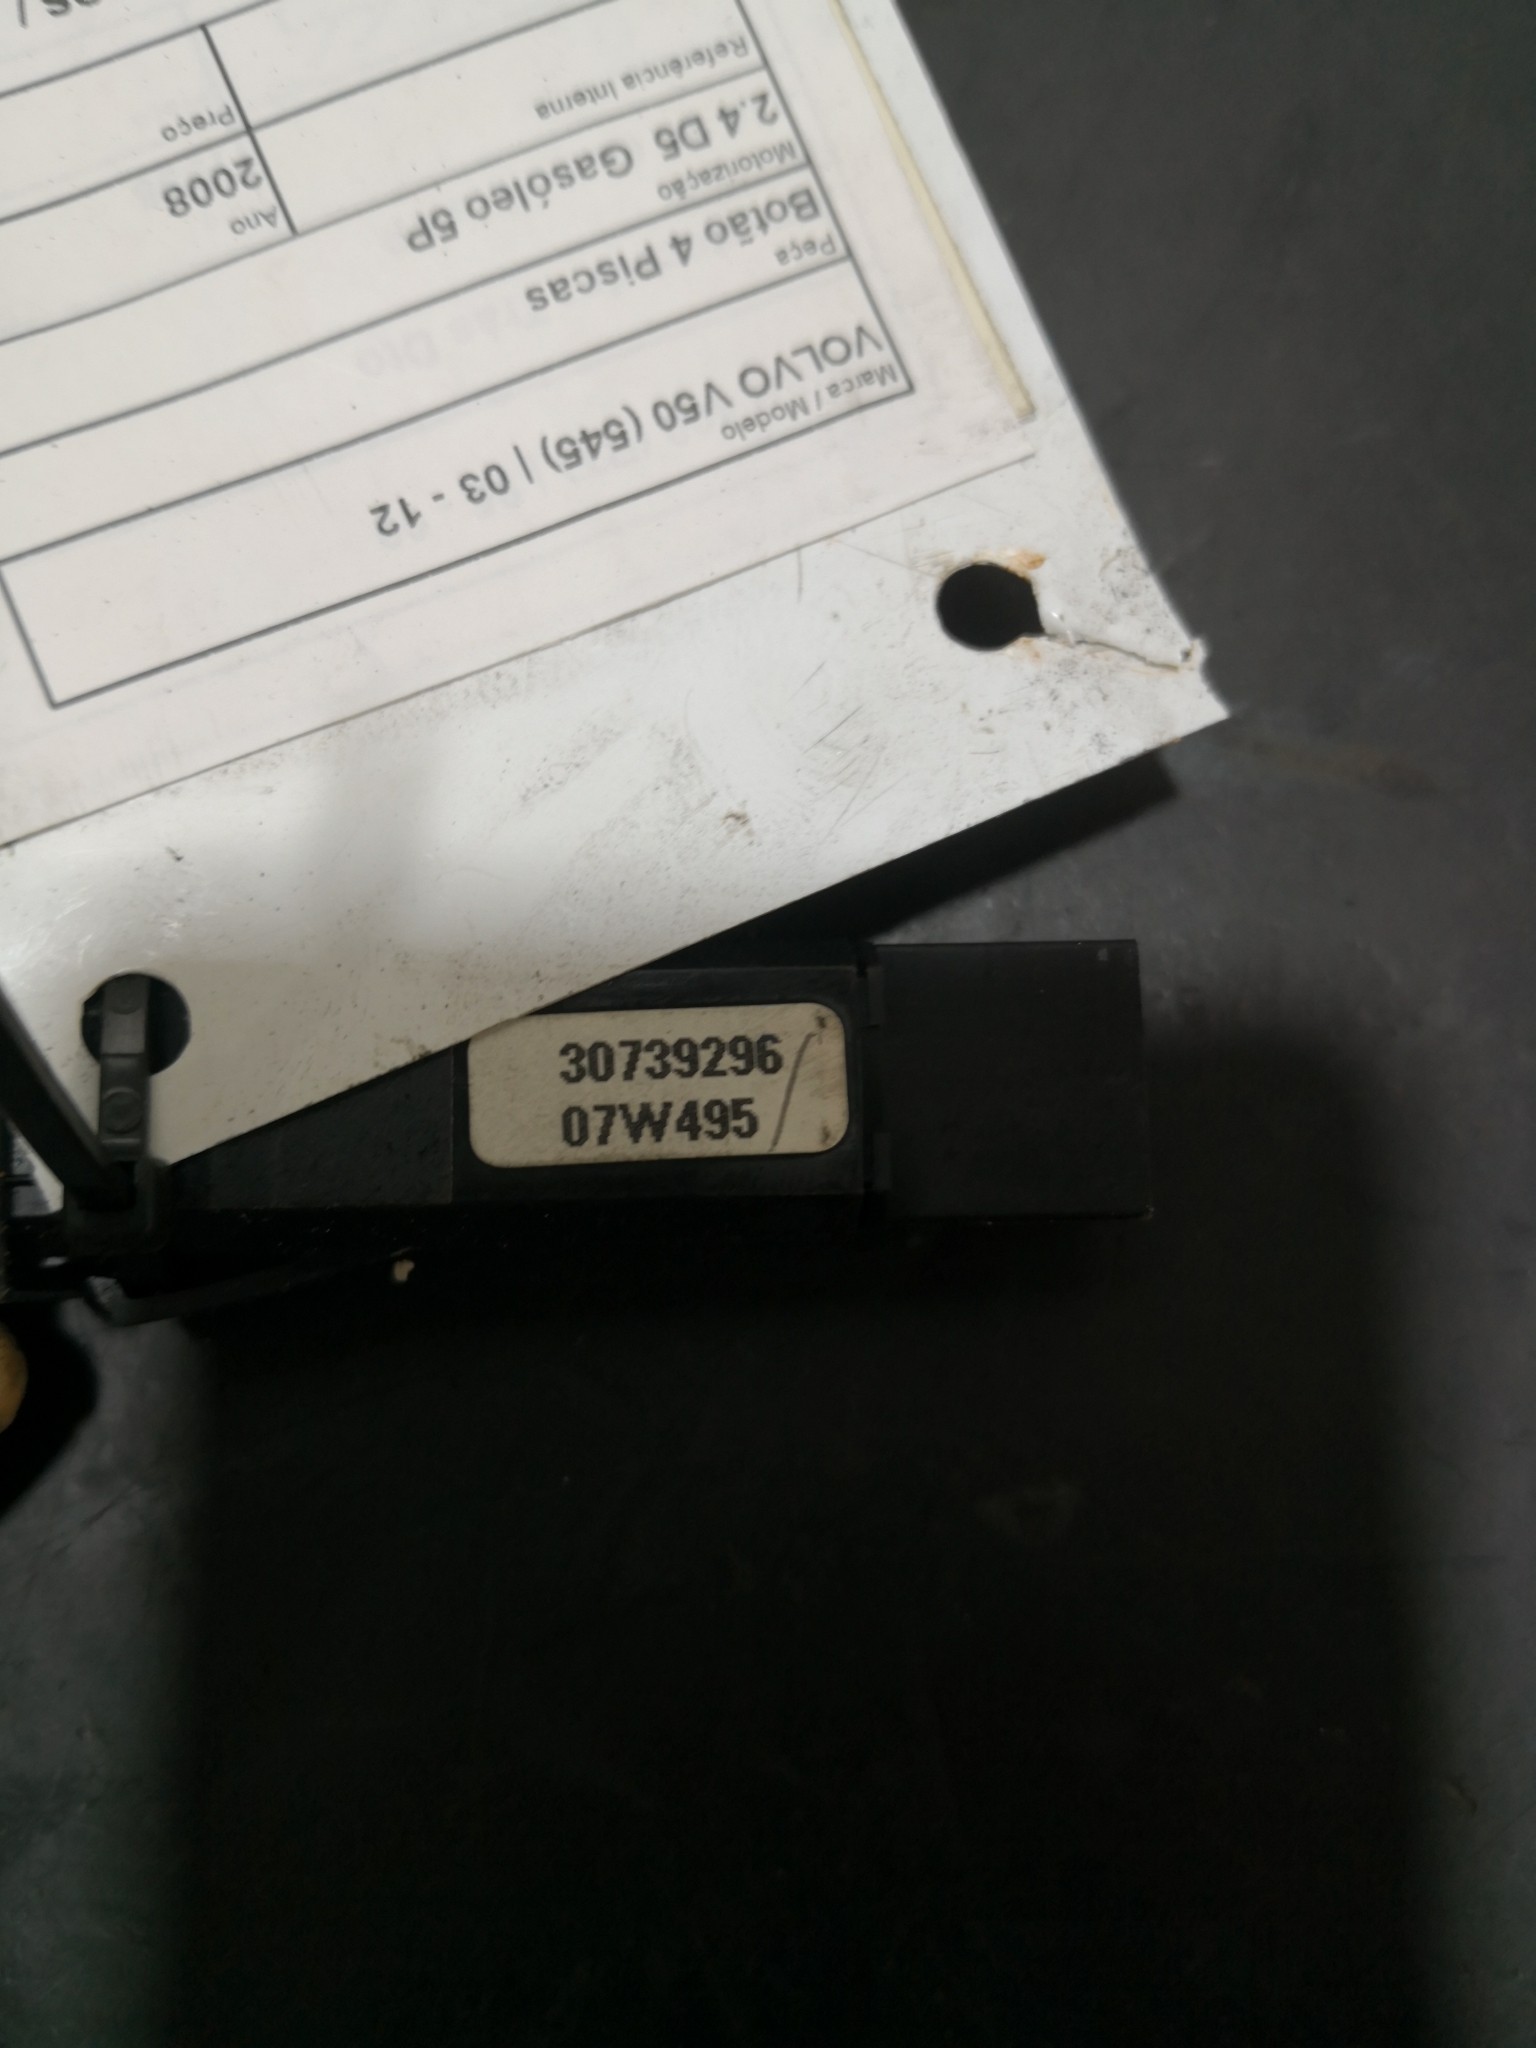 Marca / Modelo
VOLVO V50 (545) | 03 - 12
Peça
Botão 4 Piscas
Motorização
Ano
2.4 D5 Gasóleo 5P
2008
Referência Interna
Preço
30739296
07W495